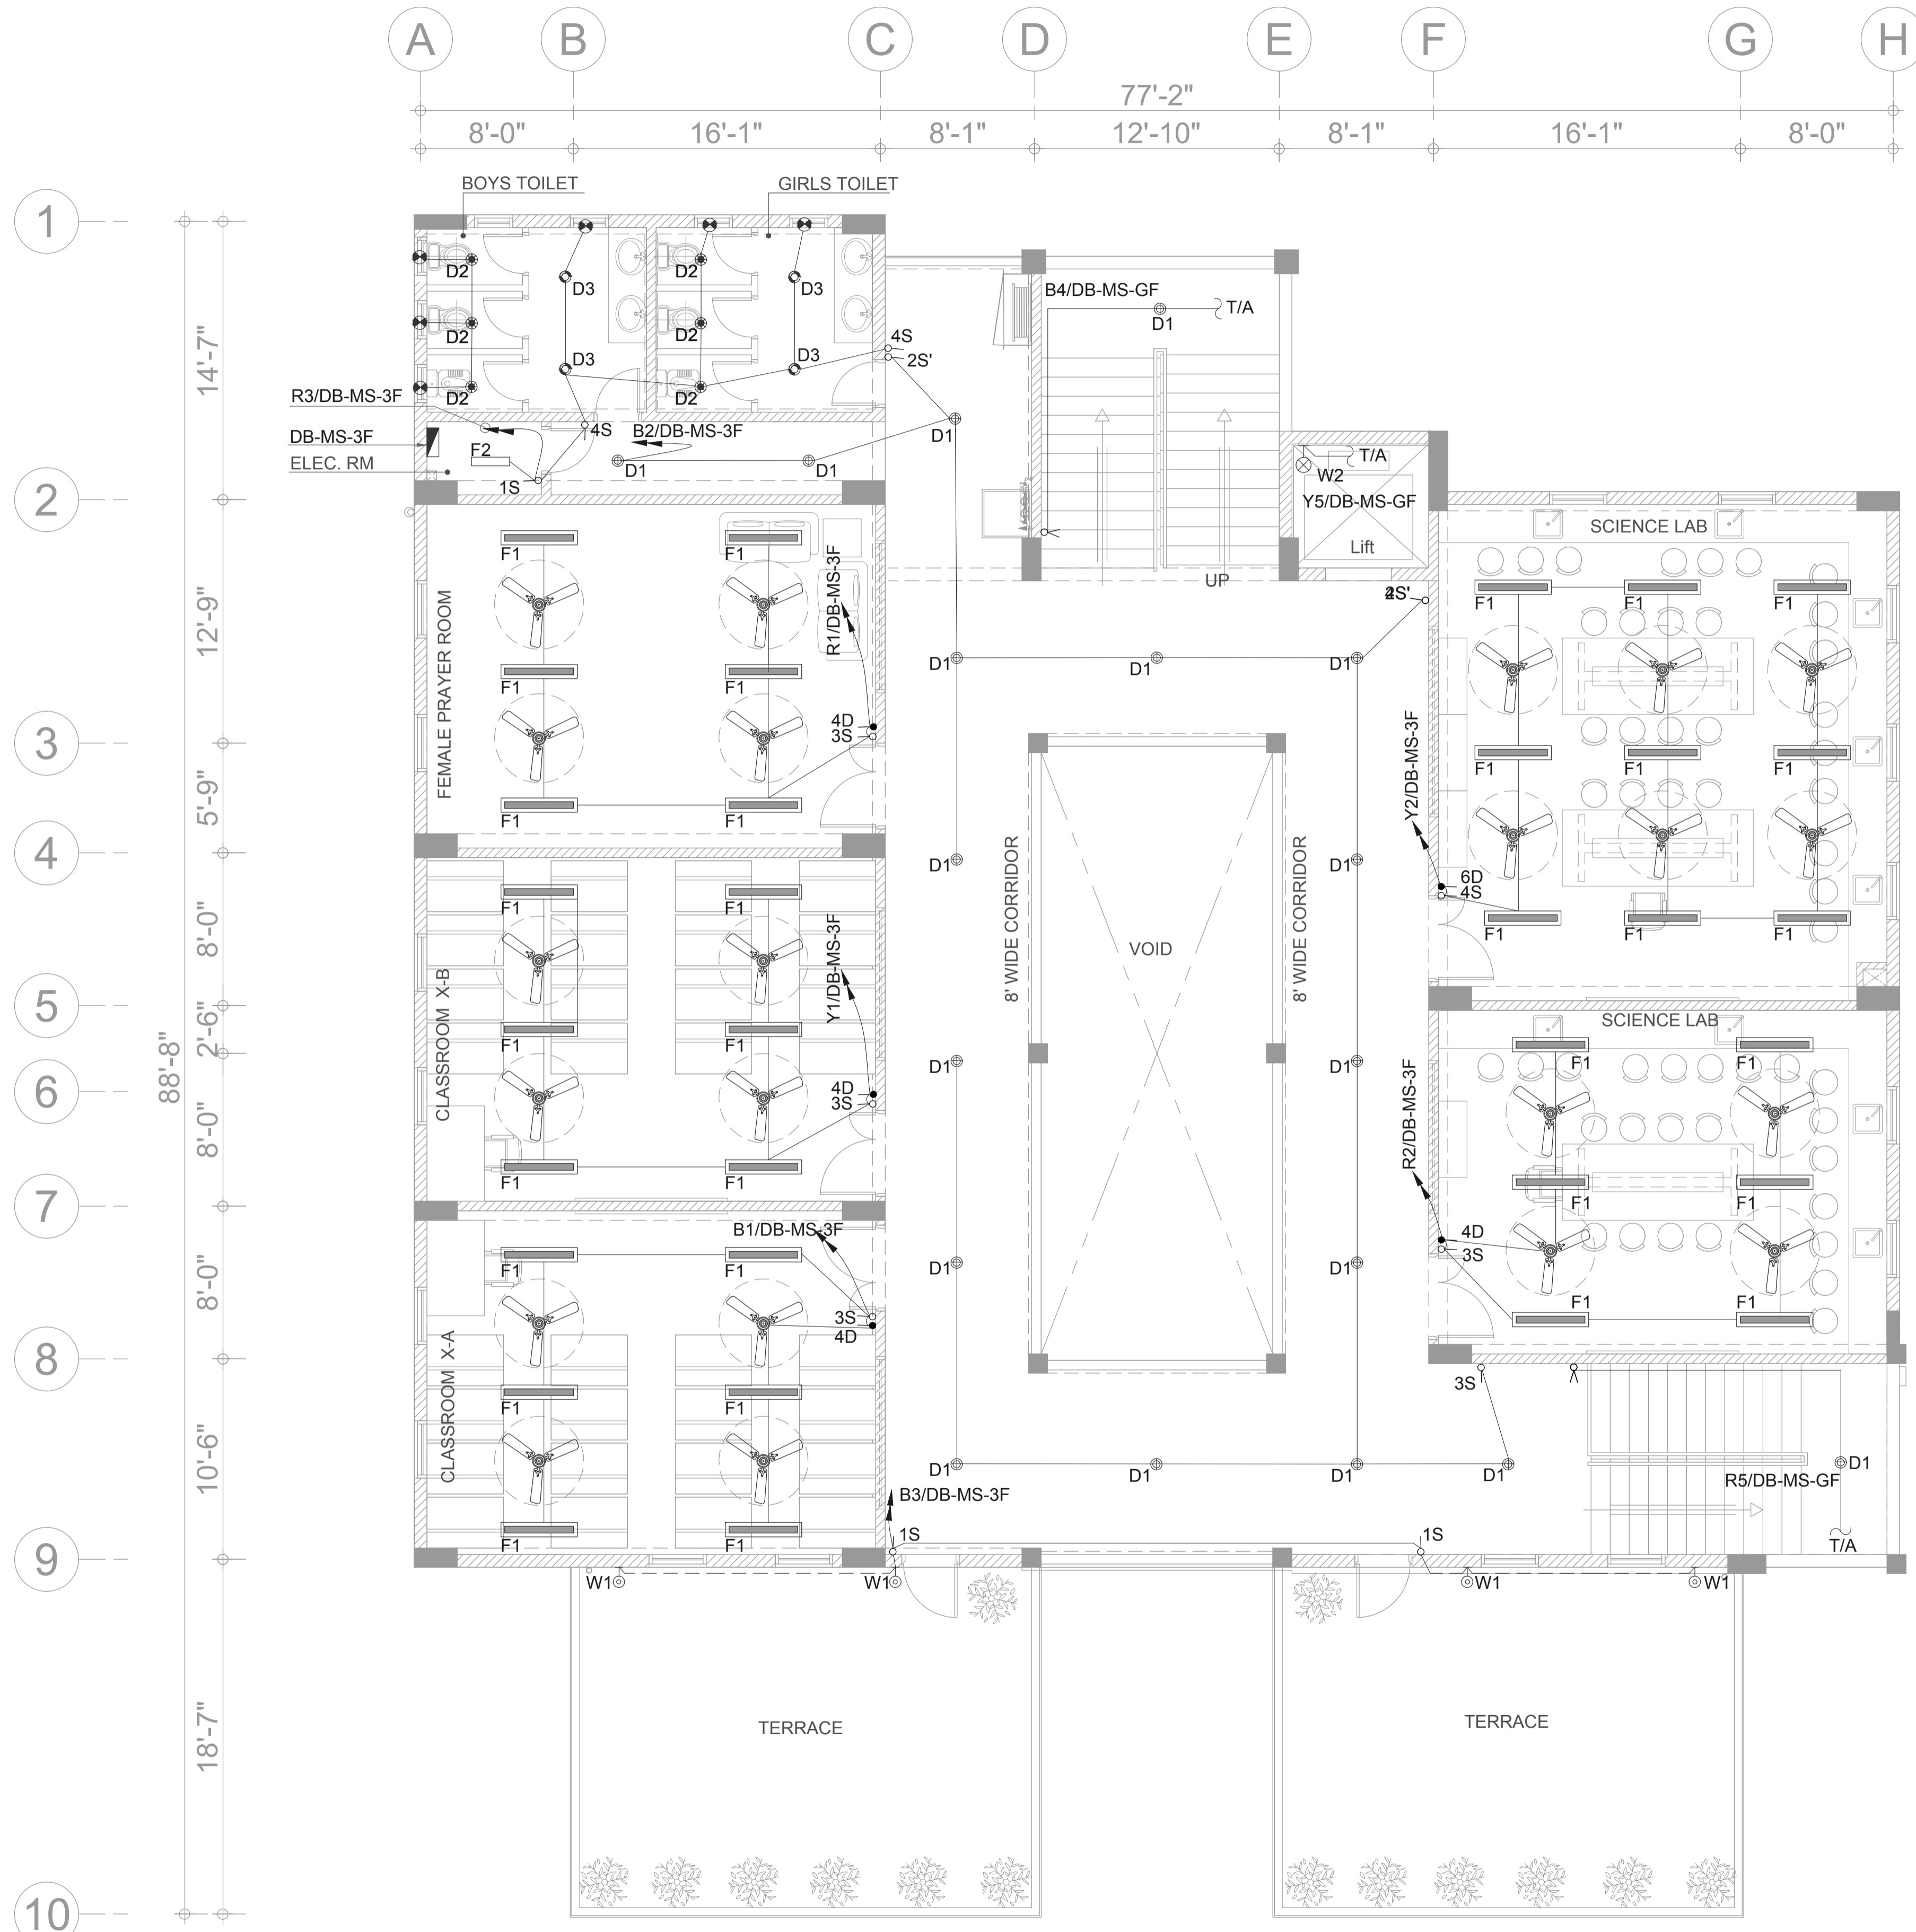 A B C D E F G H
77'-2"
8'-0" 16'-1" 8'-1" 12'-10" 8'-1" 16'-1" 8'-0"
BOYS TOILET GIRLS TOILET
1
D2 D2
D3 D3
B4/DB-MS-GF
T/A
D1
D2 D2
4S
2S'
D3 D3
14'-7"
D2 D2
R3/DB-MS-3F
4S B2/DB-MS-3F
D1
DB-MS-3F
F2
ELEC. RM
D1 D1
T/A
W2
1S
2
Y5/DB-MS-GF
SCIENCE LAB
Lift
F1 F1
UP
4S'
F1 F1 F1
12'-9"
FEMALE PRAYER ROOM
R1/DB-MS-3F
D1 D1 D1
F1 F1
4D
3S
3
F1 F1 F1
Y2/DB-MS-3F
5'-9"
F1 F1
4
D1 D1
8' WIDE CORRIDOR
8' WIDE CORRIDOR
6D
4S
F1 F1
F1 F1 F1
8'-0"
VOID
CLASSROOM X-B
Y1/DB-MS-3F
5
2'-6"
SCIENCE LAB
F1 F1
88'-8"
D1 D1
F1 F1
6
4D
3S
R2/DB-MS-3F
8'-0"
F1 F1
F1 F1
7
B1/DB-MS-3F
4D
3S
F1 F1
D1 D1
8'-0"
F1 F1
3S
4D
8
3S
CLASSROOM X-A
F1 F1
10'-6"
D1 D1 D1 D1
D1
R5/DB-MS-GF
B3/DB-MS-3F
1S 1S
F1 F1
T/A
9
W1 W1 W1 W1
18'-7"
TERRACE TERRACE
10